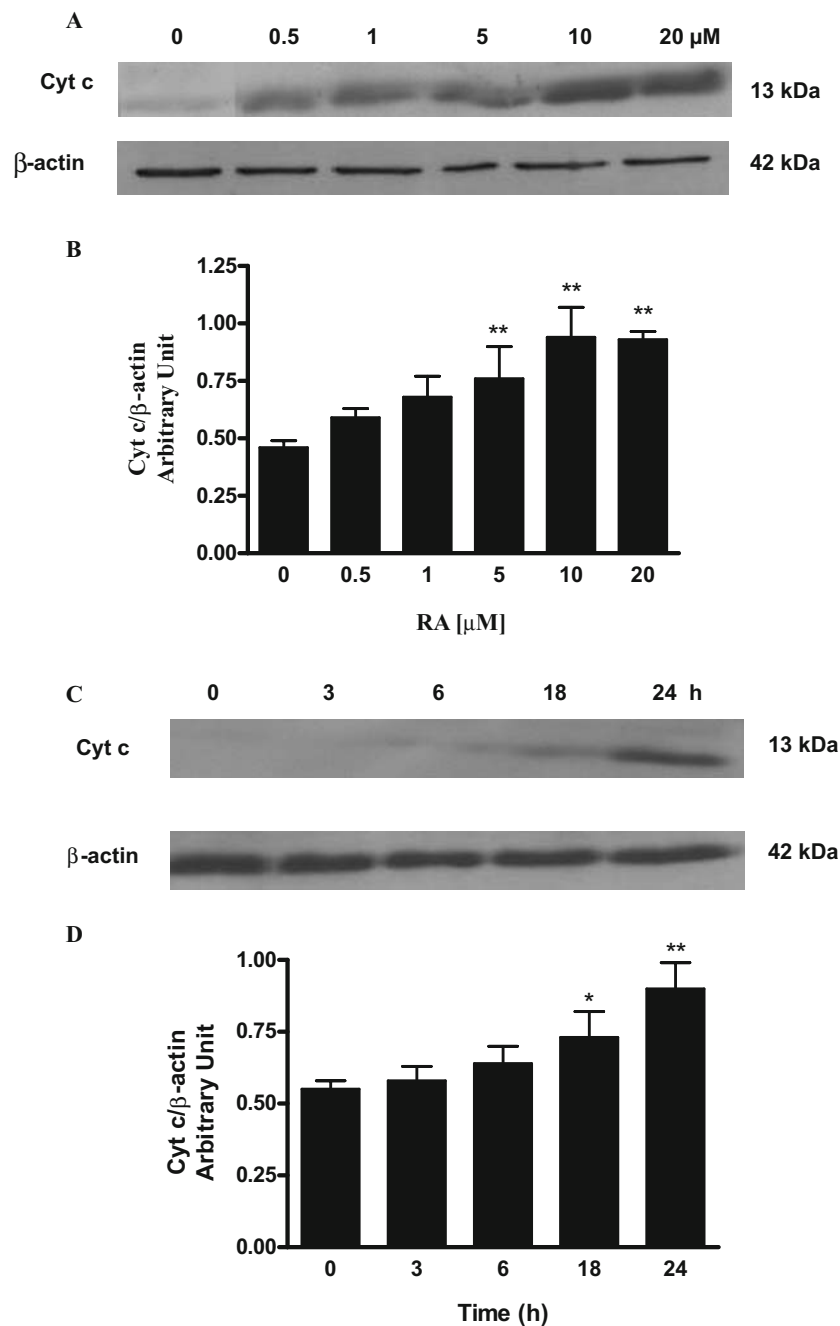 A
0 0.5 1 5 10 20 µM
Cyt c 13 kDa
β-actin 42 kDa
B
1.25
1.00
0.75
0.50
0.25
0.00
Cyt c/β-actin
Arbitrary Unit
** ** **
0 0.5 1 5 10 20
RA [µM]
C 0 3 6 18 24 h
Cyt c 13 kDa
β-actin 42 kDa
D
1.00
0.75
0.50
0.25
0.00
Cyt c/β-actin
Arbitrary Unit
* **
0 3 6 18 24
Time (h)